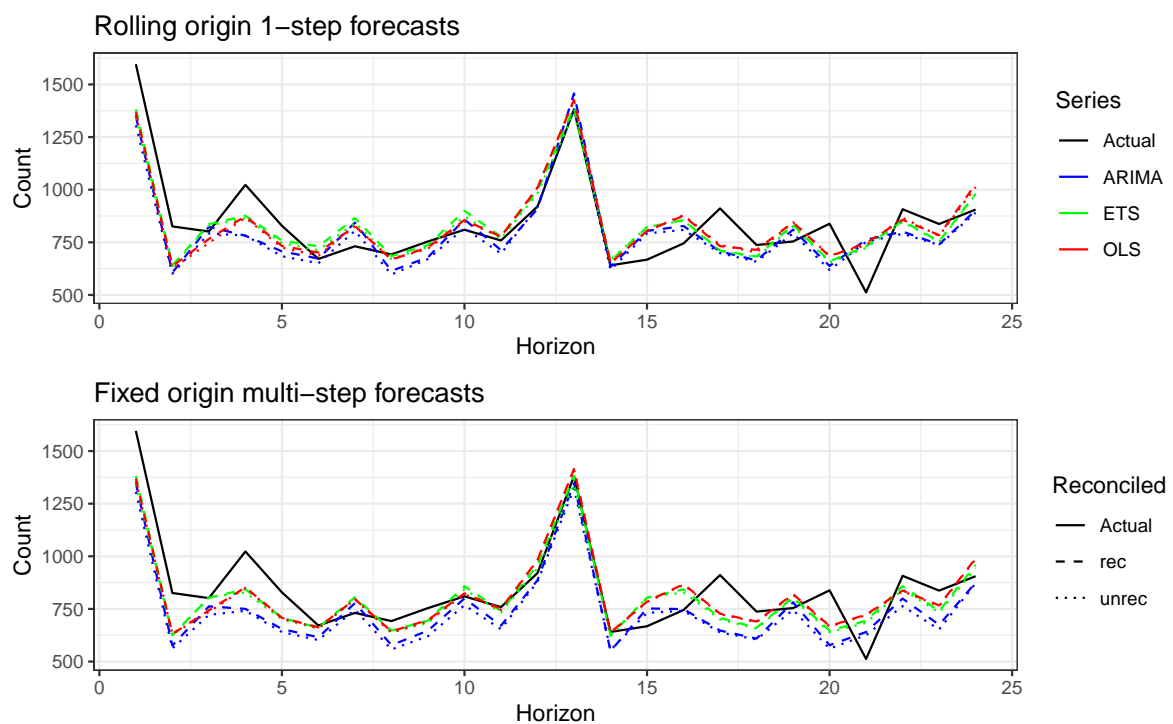 Rolling origin 1−step forecasts
1500
1250
1000
750
500
Count
0
5
10
15
20
25
Horizon
Series
Actual
ARIMA
ETS
OLS
Fixed origin multi−step forecasts
1500
1250
1000
750
500
Count
0
5
10
15
20
25
Horizon
Reconciled
Actual
rec
unrec